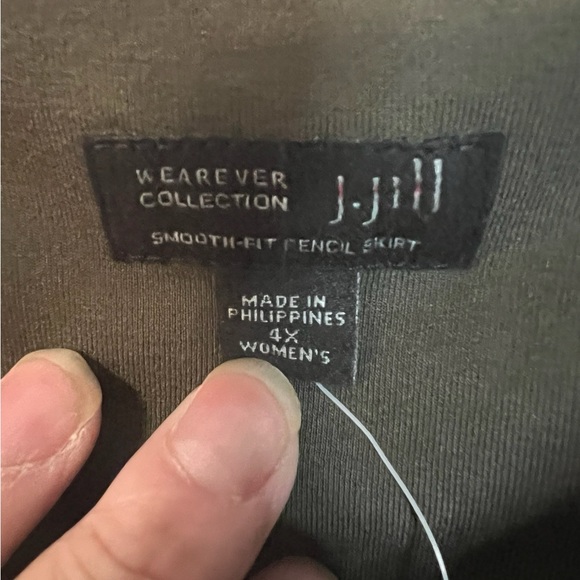 WEAREVER
COLLECTION
J.Jill
SMOOTH-FIT PENCIL SKIRT
MADE IN
PHILIPPINES
4X
WOMEN'S